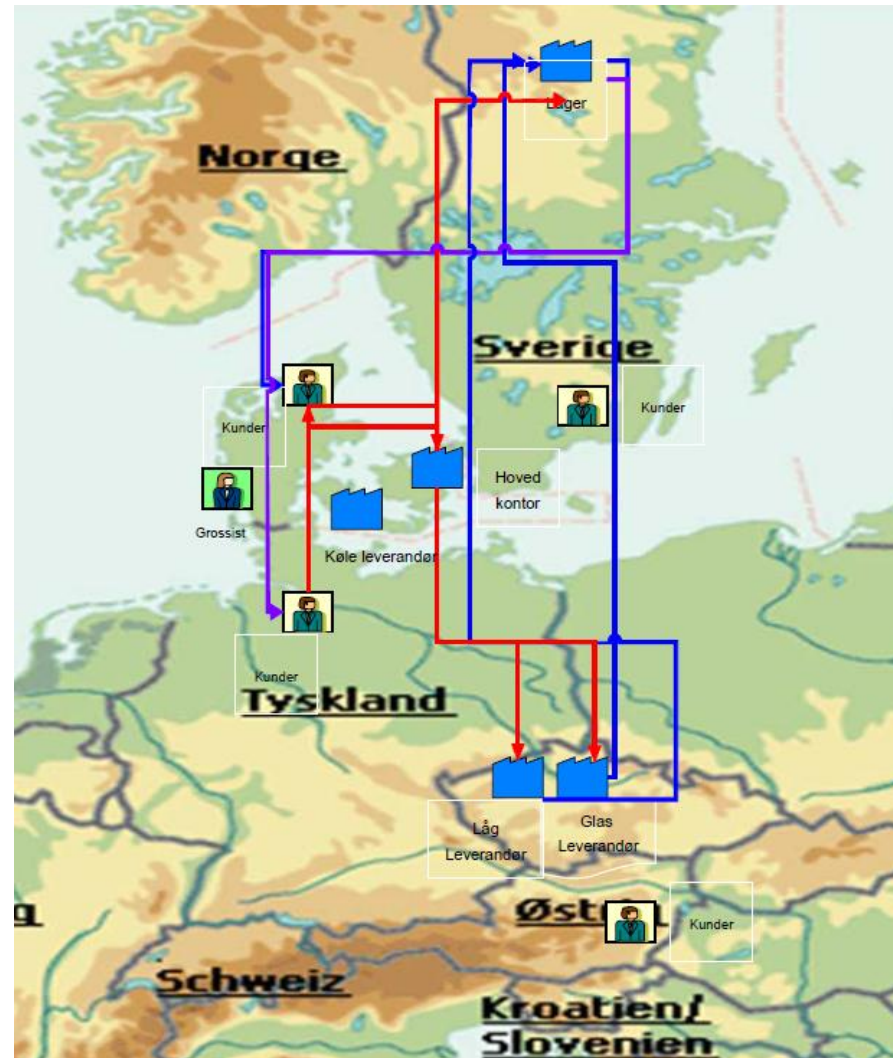 Lager
Norge
Sverige
Kunder
Kunder
Hoved
kontor
Grossist
Køle leverandør
Kunder
Tyskland
Låg
Leverandør
Glas
Leverandør
Østrig
Kunder
Schweiz
Kroatien/
Slovenien